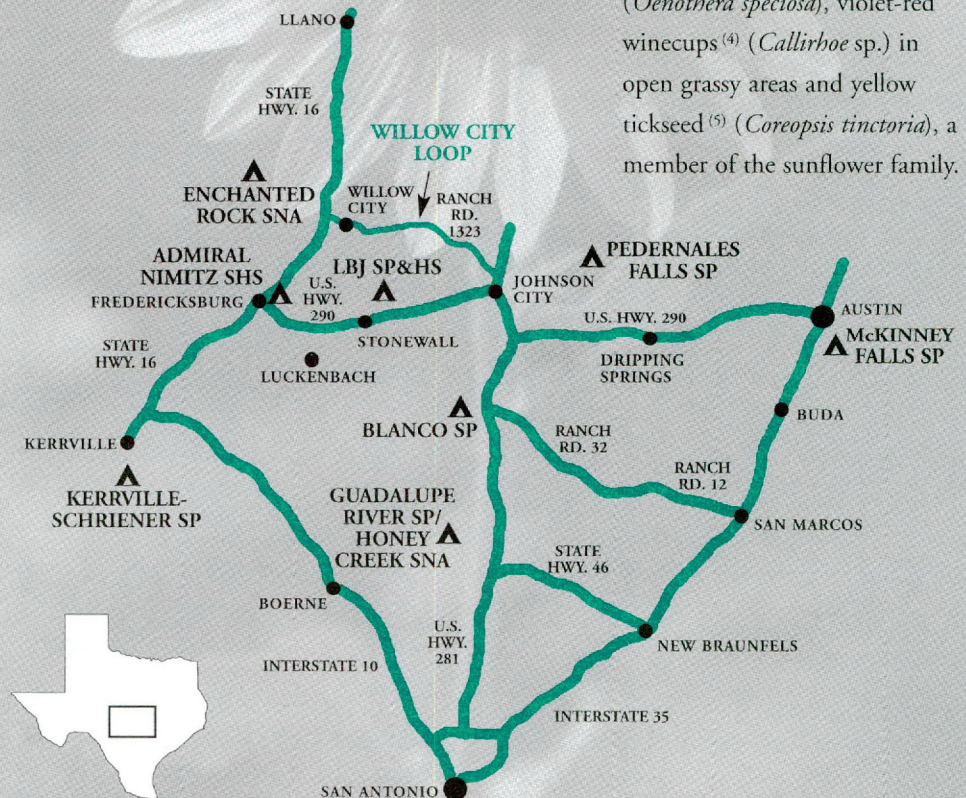 (Oenothera speciosa), violet-red
winecups (4) (Callirhoe sp.) in
open grassy areas and yellow
tickseed (5) (Coreopsis tinctoria), a
member of the sunflower family.
LLANO
STATE
HWY. 16
WILLOW CITY
LOOP
ENCHANTED
ROCK SNA
WILLOW
CITY
RANCH
RD.
1323
ADMIRAL
NIMITZ SHS
LBJ SP&HS
PEDERNALES
FALLS SP
FREDERICKSBURG
U.S.
HWY.
290
JOHNSON
CITY
STONEWALL
U.S. HWY. 290
AUSTIN
McKINNEY
FALLS SP
STATE
HWY. 16
LUCKENBACH
DRIPPING
SPRINGS
BUDA
BLANCO SP
KERRVILLE
RANCH
RD. 32
RANCH
RD. 12
KERRVILLE-
SCHRIENER SP
GUADALUPE
RIVER SP/
HONEY
CREEK SNA
SAN MARCOS
STATE
HWY. 46
BOERNE
U.S.
HWY.
281
NEW BRAUNFELS
INTERSTATE 10
INTERSTATE 35
SAN ANTONIO